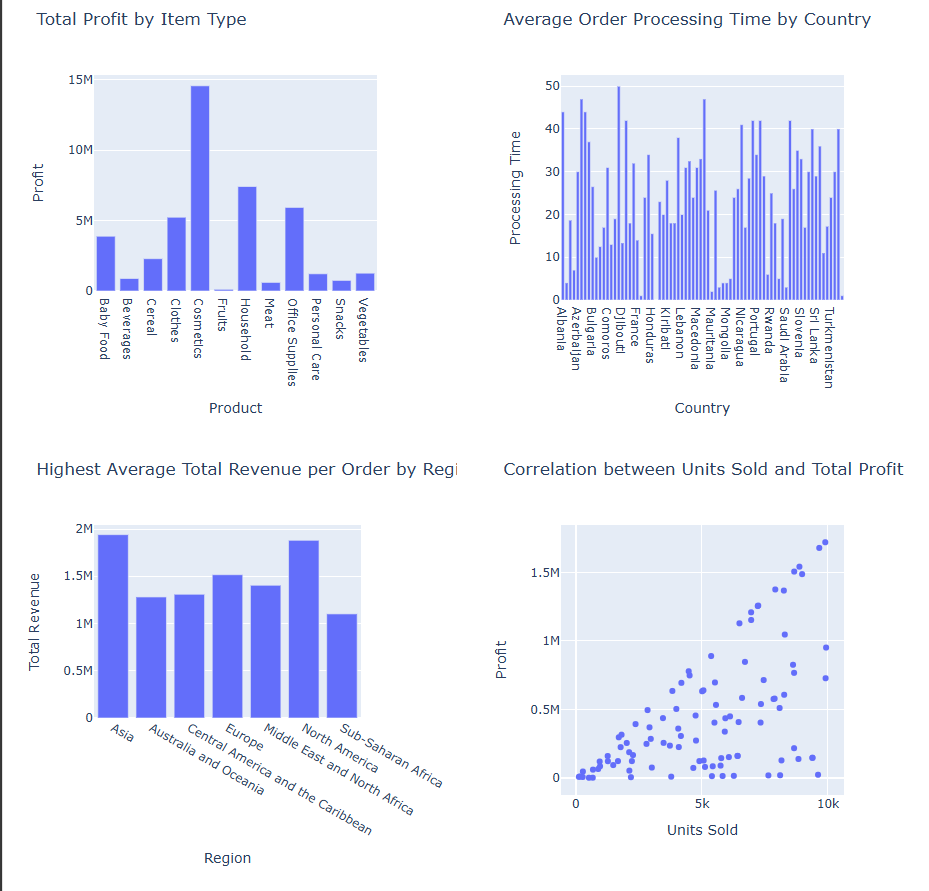 Total Profit by Item Type
15M
10M
5M
0
Profit
Baby Food
Beverages
Cereal
Clothes
Cosmetics
Fruits
Household
Meat
Office Supplies
Personal Care
Snacks
Vegetables
Product
Average Order Processing Time by Country
50
40
30
20
10
0
Processing Time
Albania
Azerbaijan
Bulgaria
Comoros
Djibouti
France
Honduras
Kiribati
Lebanon
Macedonia
Mauritania
Mongolia
Nicaragua
Portugal
Rwanda
Saudi Arabia
Slovenia
Sri Lanka
Turkmenistan
Country
Highest Average Total Revenue per Order by Regi
2M
1.5M
1M
0.5M
0
Total Revenue
Asia
Australia and Oceania
Central America and the Caribbean
Europe
Middle East and North Africa
North America
Sub-Saharan Africa
Region
Correlation between Units Sold and Total Profit
1.5M
1M
0.5M
0
Profit
0
5k
10k
Units Sold